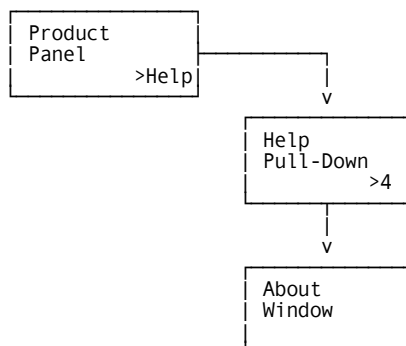 Product
Panel
>Help
v
Help
Pull-Down
>4
v
About
Window